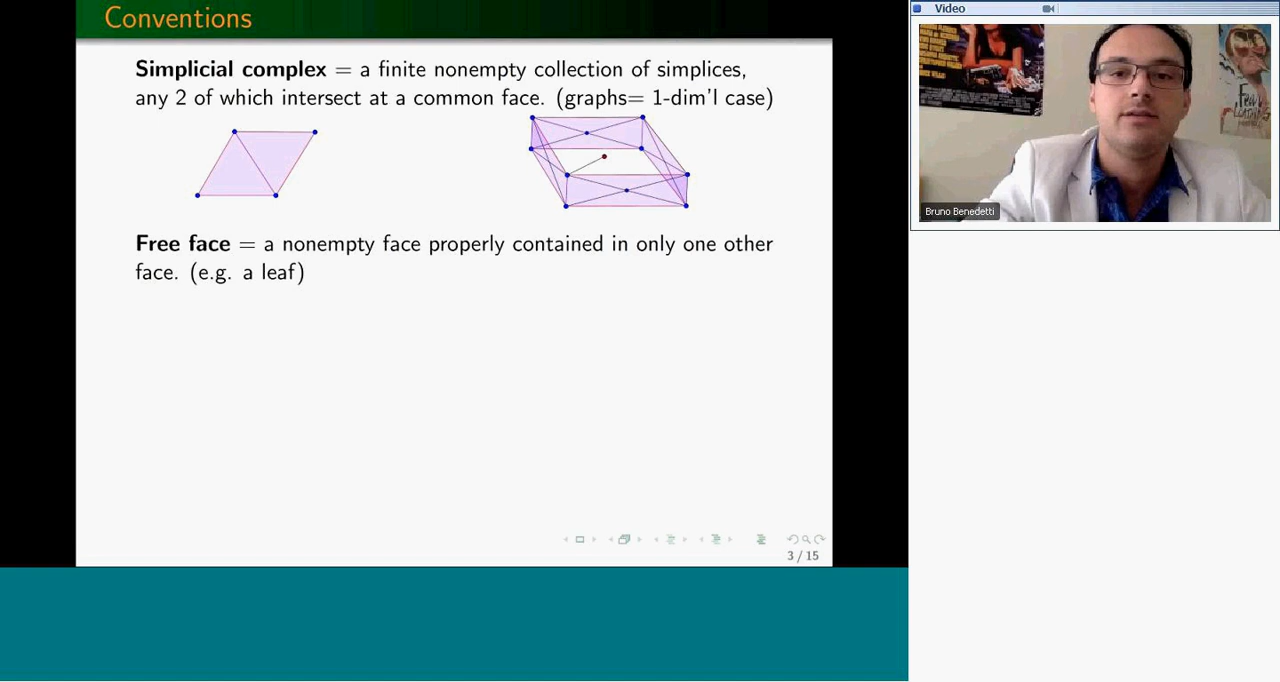 Conventions
Simplicial complex = a finite nonempty collection of simplices,
any 2 of which intersect at a common face. (graphs= 1-dim'l case)
Free face = a nonempty face properly contained in only one other
face. (e.g. a leaf)
3 / 15
Video
Bruno Benedetti